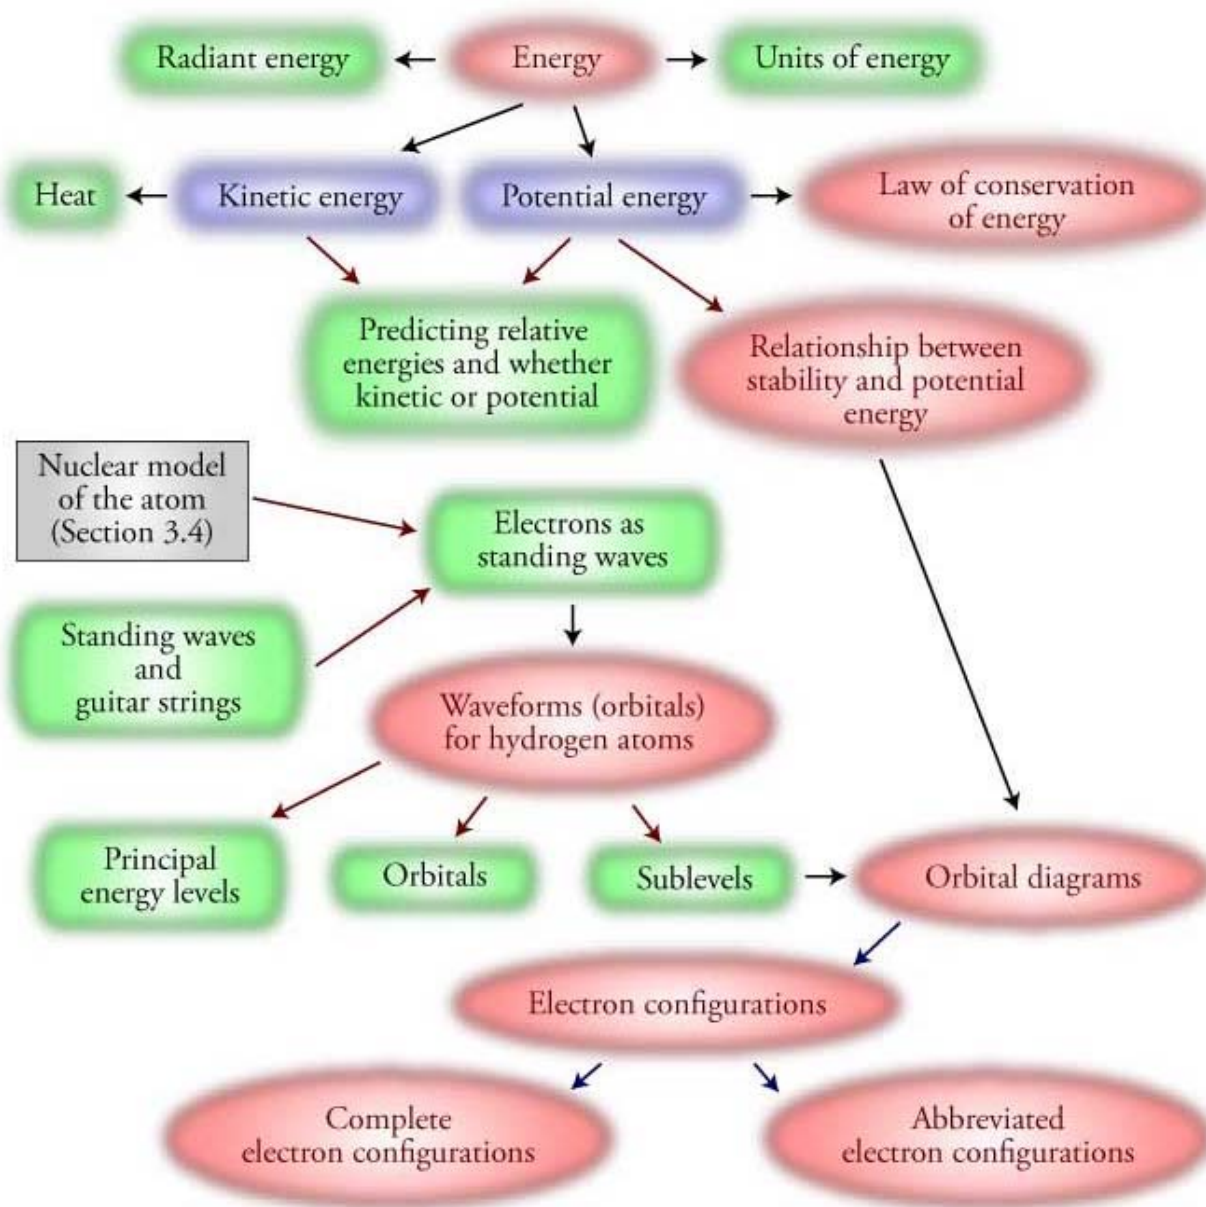 Radiant energy
Energy
Units of energy
Heat
Kinetic energy
Potential energy
Law of conservation
of energy
Predicting relative
energies and whether
kinetic or potential
Relationship between
stability and potential
energy
Nuclear model
of the atom
(Section 3.4)
Electrons as
standing waves
Standing waves
and
guitar strings
Waveforms (orbitals)
for hydrogen atoms
Principal
energy levels
Orbitals
Sublevels
Orbital diagrams
Electron configurations
Complete
electron configurations
Abbreviated
electron configurations